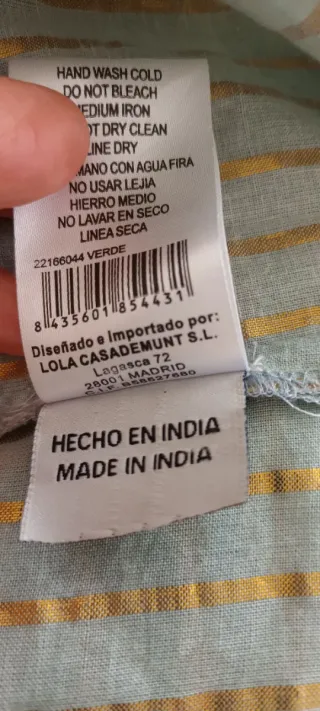 HAND WASH COLD
DO NOT BLEACH
MEDIUM IRON
DRY CLEAN
LINE DRY
MANO CON AGUA FIRA
NO USAR LEJIA
HIERRO MEDIO
NO LAVAR EN SECO
LINEA SECA
22166044 VERDE
8 435601 854431
Diseñado e Importado por:
LOLA CASADEMUNT S.L.
Lagasca 72
28001 MADRID
HECHO EN INDIA
MADE IN INDIA